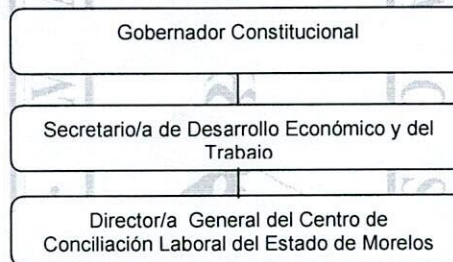 Gobernador Constitucional
Secretario/a de Desarrollo Económico y del
Trabajo
Director/a General del Centro de
Conciliación Laboral del Estado de Morelos